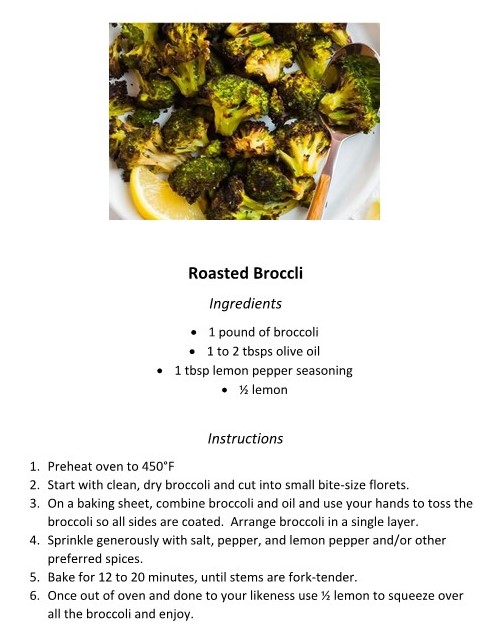 Roasted Broccli
Ingredients
• 1 pound of broccoli
• 1 to 2 tbsps olive oil
• 1 tbsp lemon pepper seasoning
• ½ lemon
Instructions
1. Preheat oven to 450°F
2. Start with clean, dry broccoli and cut into small bite-size florets.
3. On a baking sheet, combine broccoli and oil and use your hands to toss the
broccoli so all sides are coated.  Arrange broccoli in a single layer.
4. Sprinkle generously with salt, pepper, and lemon pepper and/or other
preferred spices.
5. Bake for 12 to 20 minutes, until stems are fork-tender.
6. Once out of oven and done to your likeness use ½ lemon to squeeze over
all the broccoli and enjoy.